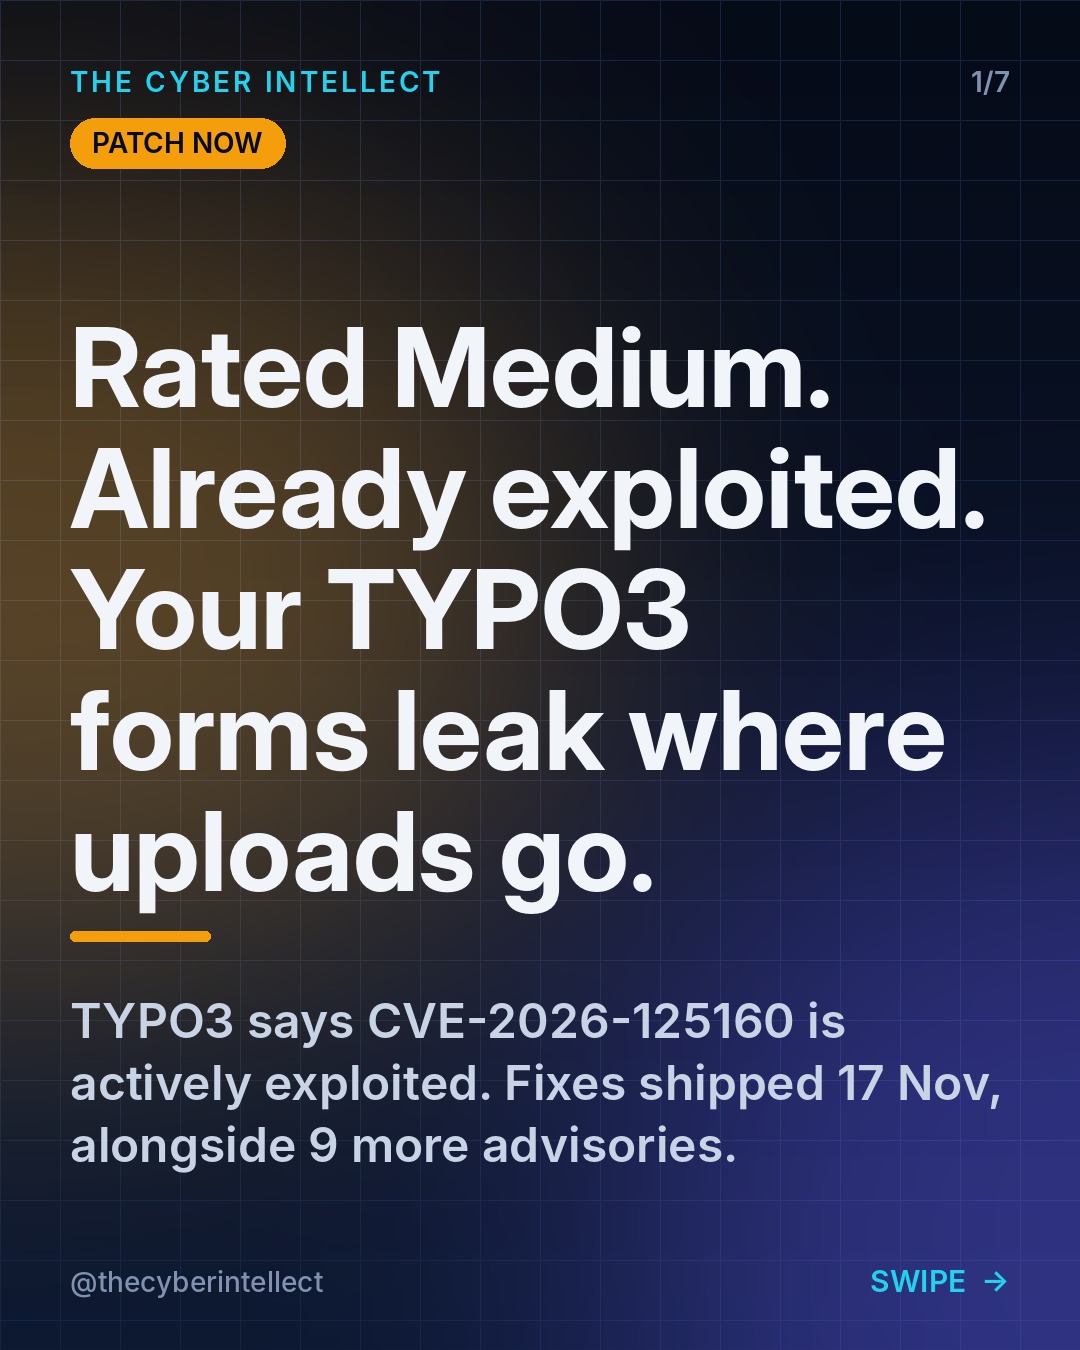 THE CYBER INTELLECT
1/7
PATCH NOW
Rated Medium.
Already exploited.
Your TYPO3
forms leak where
uploads go.
TYPO3 says CVE-2026-125160 is
actively exploited. Fixes shipped 17 Nov,
alongside 9 more advisories.
@thecyberintellect
SWIPE →